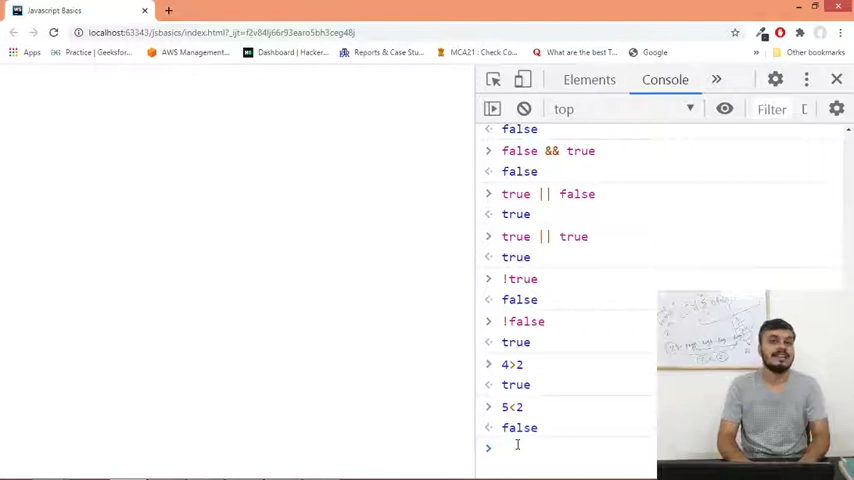 Javascript Basics
localhost:63343/jsbasics/index.html?_ijt=f2v84lj66r93earo5bh3ceg48j
Apps Practice | Geeksfor... AWS Management... Dashboard | Hacker... Reports & Case Stu... MCA21 : Check Co... What are the best T... Google » Other bookmarks
Elements Console »
top Filter
false
false && true
false
true || false
true
true || true
true
!true
false
!false
true
4>2
true
5<2
false